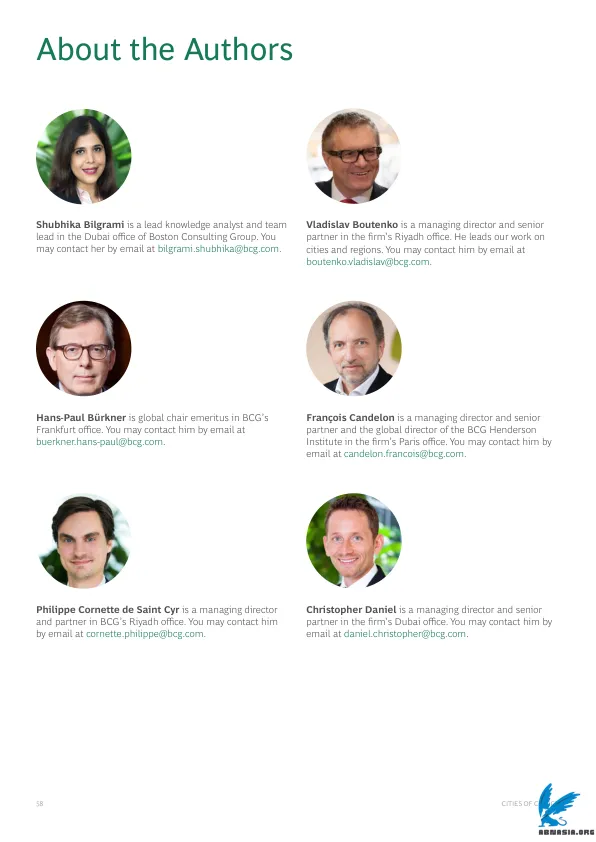 About the Authors
Shubhika Bilgrami is a lead knowledge analyst and team
lead in the Dubai office of Boston Consulting Group. You
may contact her by email at bilgrami.shubhika@bcg.com.
Vladislav Boutenko is a managing director and senior
partner in the firm's Riyadh office. He leads our work on
cities and regions. You may contact him by email at
boutenko.vladislav@bcg.com.
Hans-Paul Bürkner is global chair emeritus in BCG's
Frankfurt office. You may contact him by email at
buerkner.hans-paul@bcg.com.
François Candelon is a managing director and senior
partner and the global director of the BCG Henderson
Institute in the firm's Paris office. You may contact him by
email at candelon.francois@bcg.com.
Philippe Cornette de Saint Cyr is a managing director
and partner in BCG's Riyadh office. You may contact him
by email at cornette.philippe@bcg.com.
Christopher Daniel is a managing director and senior
partner in the firm's Dubai office. You may contact him by
email at daniel.christopher@bcg.com.
58
CITIES OF
ABNASIA.ORG